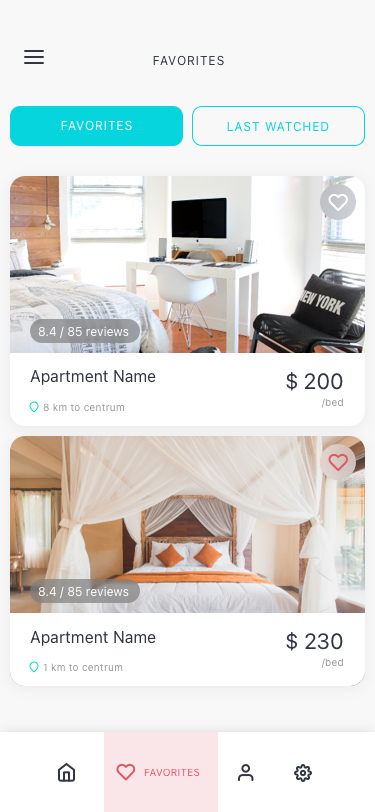 FAVORITES
FAVORITES
LAST WATCHED
NEW YORK
8.4 / 85 reviews
Apartment Name
$ 200
8 km to centrum
/bed
8.4 / 85 reviews
Apartment Name
$ 230
1 km to centrum
/bed
FAVORITES